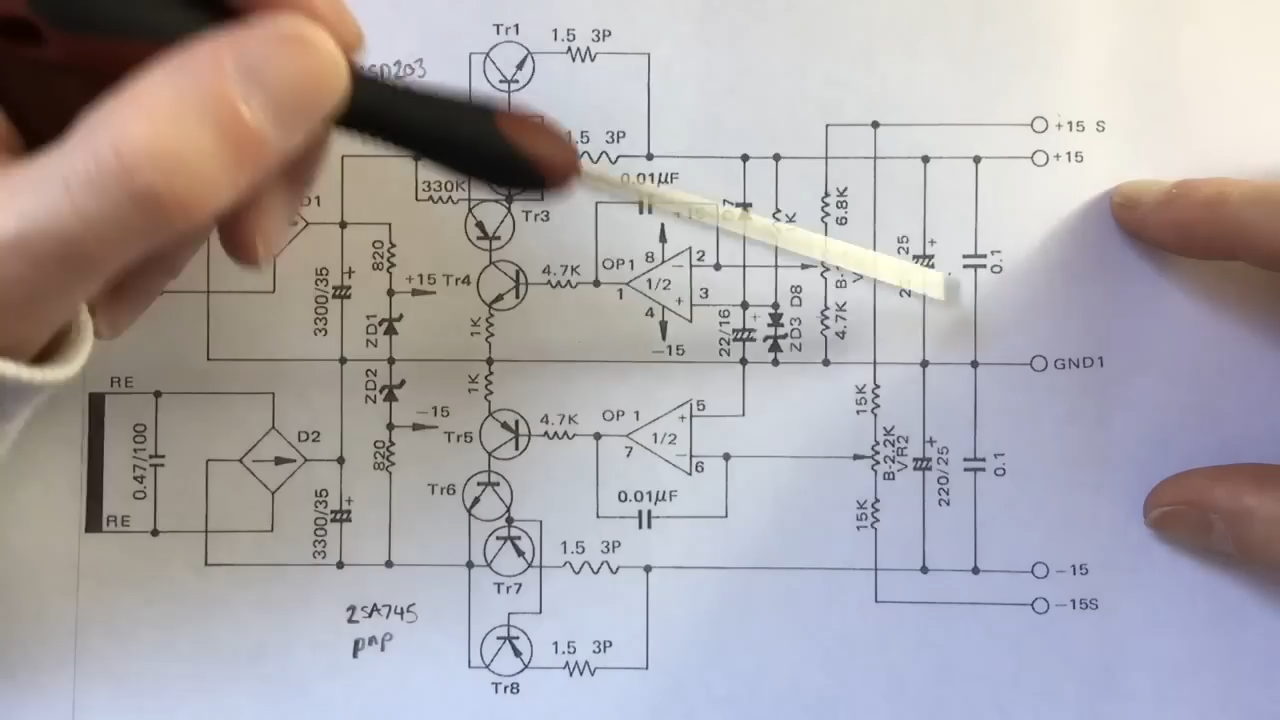 Tr1
1.5 3P
1.5 3P
+15 S
+15
0.01µF
330K
Tr3
6.8K
K
D1
820
+15
Tr4
4.7K
OP1
8
1/2
1
2
−
+
3
4
-15
3300/35
+
ZD1
1K
22/16
+
ZD3 D8
4.7K
25
+
0.1
GND1
RE
RE
0.47/100
D2
ZD2
-15
820
1K
Tr5
4.7K
OP 1
1/2
7
5
+
−
6
0.01µF
15K
B-2.2K
VR2
15K
220/25
+
0.1
3300/35
+
Tr6
Tr7
1.5 3P
-15
-15S
2SA745
pnp
1.5 3P
Tr8